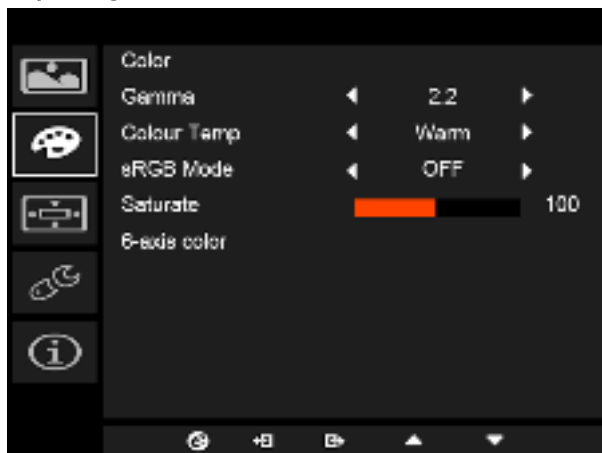 Color
Gamma 2.2
Colour Temp Warm
sRGB Mode OFF
Saturate 100
6-axis color